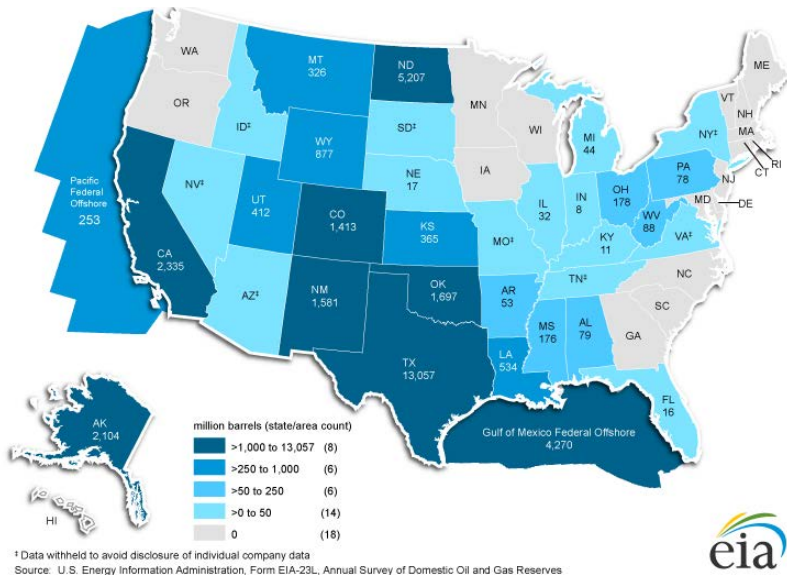 WA
OR
MT
326
ND
5,207
MN
WI
ME
VT
NH
MA
RI
CT
ID‡
SD‡
WY
877
MI
44
NY‡
IA
NE
17
NV‡
UT
412
PA
78
NJ
Pacific
Federal
Offshore
253
IL
32
IN
8
OH
178
MD
DE
CO
1,413
KS
365
WV
88
VA‡
CA
2,335
MO‡
KY
11
NC
TN‡
OK
1,697
AZ‡
NM
1,581
AR
53
SC
MS
176
AL
79
GA
TX
13,057
LA
534
FL
16
Gulf of Mexico Federal Offshore
4,270
AK
2,104
HI
million barrels (state/area count)
>1,000 to 13,057 (8)
>250 to 1,000 (6)
>50 to 250 (6)
>0 to 50 (14)
0 (18)
‡ Data withheld to avoid disclosure of individual company data
Source: U.S. Energy Information Administration, Form EIA-23L, Annual Survey of Domestic Oil and Gas Reserves
eia